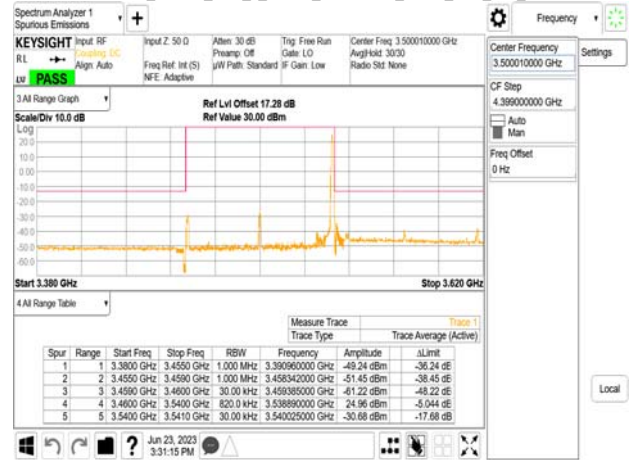 Spectrum Analyzer 1
Spurious Emissions
+
Frequency
KEYSIGHT Input: RF Input Z: 50 Ω Atten: 30 dB Trig: Free Run Center Freq: 3.500010000 GHz
RL Coupling: DC Preamp: Off Gate: LO Avg|Hold: 30/30
Align: Auto Freq Ref: Int (S) µW Path: Standard IF Gain: Low Radio Std: None
LU PASS NFE: Adaptive
Center Frequency
3.500010000 GHz
Settings
CF Step
4.399000000 GHz
Auto
Man
Freq Offset
0 Hz
Local
3 All Range Graph
Ref Lvl Offset 17.28 dB
Scale/Div 10.0 dB Ref Value 30.00 dBm
Log
20.0
10.0
0.00
-10.0
-20.0
-30.0
-40.0
-50.0
-60.0
Start 3.380 GHz Stop 3.620 GHz
4 All Range Table
Measure Trace Trace 1
Trace Type Trace Average (Active)
Spur Range Start Freq Stop Freq RBW Frequency Amplitude ΔLimit
1 1 3.3800 GHz 3.4550 GHz 1.000 MHz 3.390960000 GHz -49.24 dBm -36.24 dB
2 2 3.4550 GHz 3.4590 GHz 1.000 MHz 3.458342000 GHz -51.45 dBm -38.45 dB
3 3 3.4590 GHz 3.4600 GHz 30.00 kHz 3.459385000 GHz -61.22 dBm -48.22 dB
4 4 3.4600 GHz 3.5400 GHz 820.0 kHz 3.538890000 GHz 24.96 dBm -5.044 dB
5 5 3.5400 GHz 3.5410 GHz 30.00 kHz 3.540025000 GHz -30.68 dBm -17.68 dB
?
Jun 23, 2023
3:31:15 PM